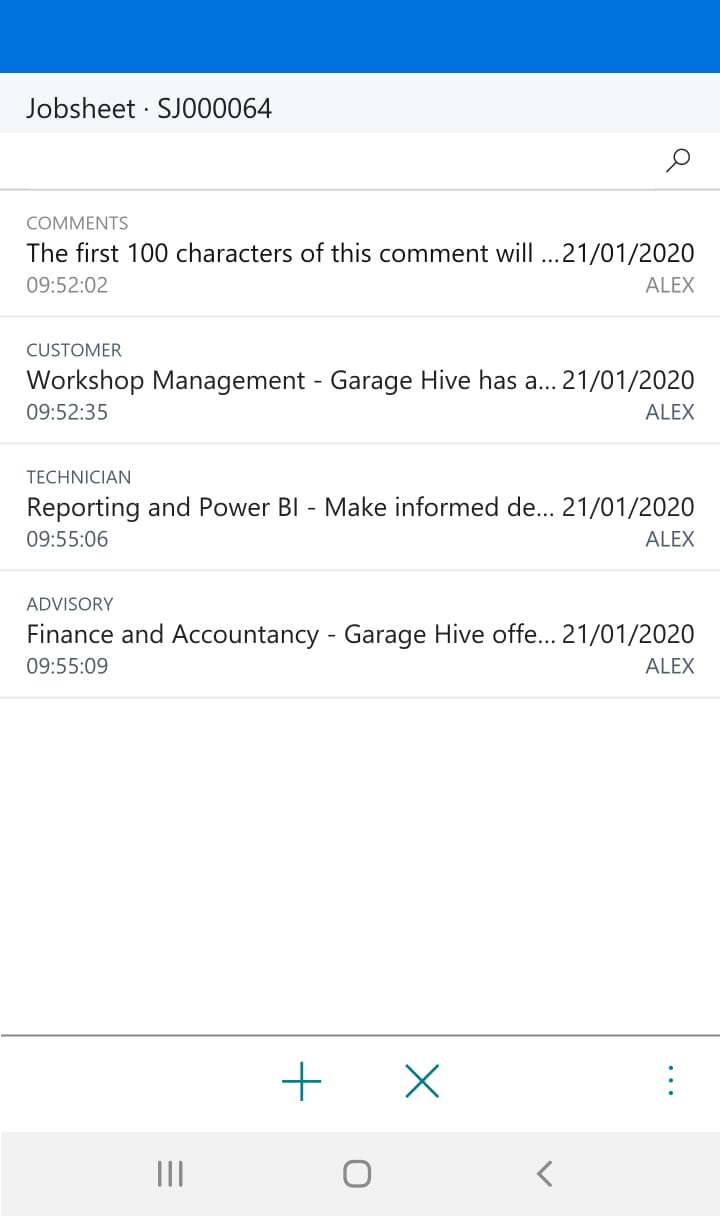 Jobsheet · SJ000064
COMMENTS
The first 100 characters of this comment will ... 21/01/2020
09:52:02 ALEX
CUSTOMER
Workshop Management - Garage Hive has a... 21/01/2020
09:52:35 ALEX
TECHNICIAN
Reporting and Power BI - Make informed de... 21/01/2020
09:55:06 ALEX
ADVISORY
Finance and Accountancy - Garage Hive offe... 21/01/2020
09:55:09 ALEX